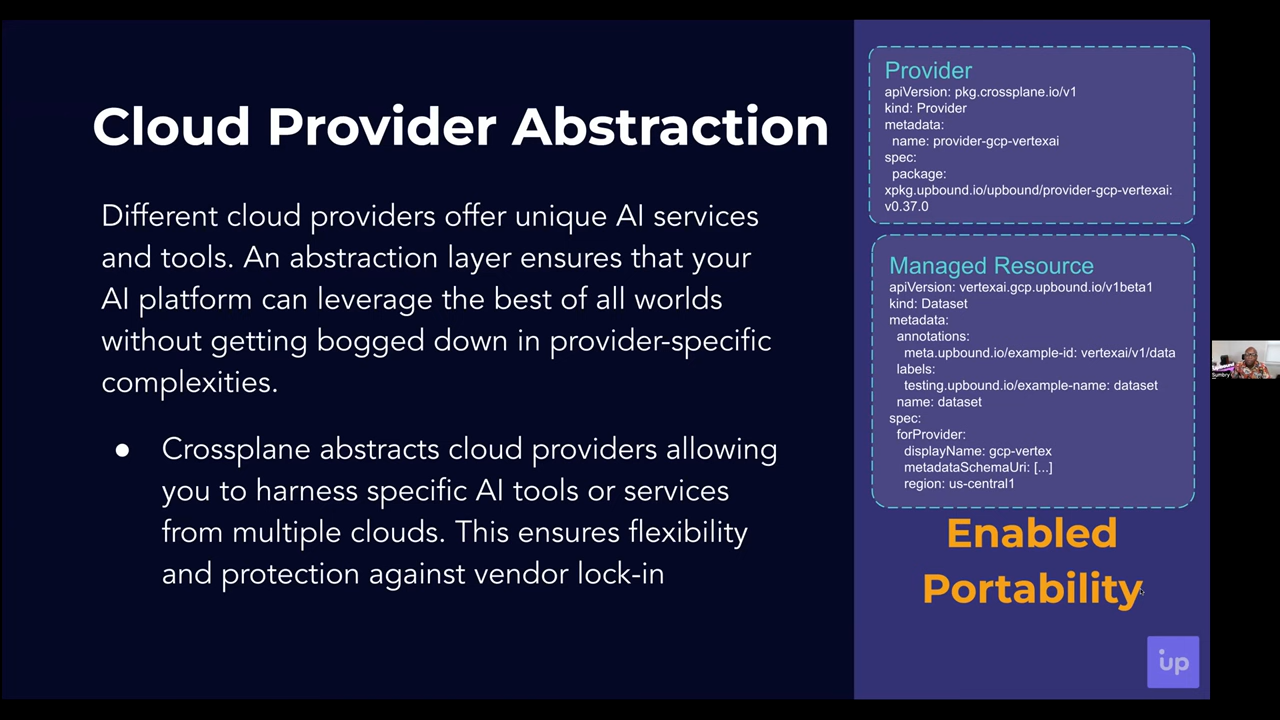 Cloud Provider Abstraction
Different cloud providers offer unique AI services
and tools. An abstraction layer ensures that your
AI platform can leverage the best of all worlds
without getting bogged down in provider-specific
complexities.
● Crossplane abstracts cloud providers allowing
you to harness specific AI tools or services
from multiple clouds. This ensures flexibility
and protection against vendor lock-in
Provider
apiVersion: pkg.crossplane.io/v1
kind: Provider
metadata:
name: provider-gcp-vertexai
spec:
package:
xpkg.upbound.io/upbound/provider-gcp-vertexai:
v0.37.0
Managed Resource
apiVersion: vertexai.gcp.upbound.io/v1beta1
kind: Dataset
metadata:
annotations:
meta.upbound.io/example-id: vertexai/v1/data
labels:
testing.upbound.io/example-name: dataset
name: dataset
spec:
forProvider:
displayName: gcp-vertex
metadataSchemaUri: [...]
region: us-central1
Enabled
Portability
up
Sumbry